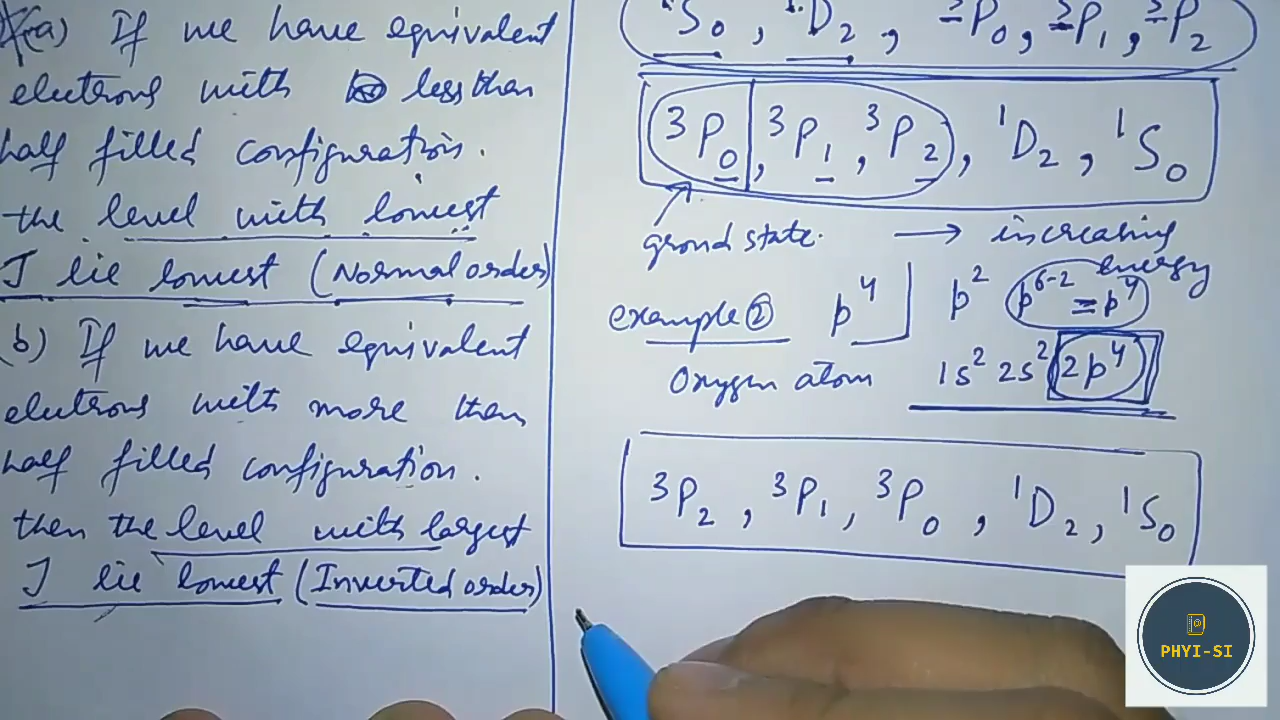 (a) If we have equivalent
electrons with less than
half filled configuration.
the level with lowest
J lie lowest (Normal order)
(b) If we have equivalent
electrons with more then
half filled configuration.
then the level with largest
J lie lowest (Inverted order)
¹S₀, ¹D₂, ³P₀, ³P₁, ³P₂
³P₀, ³P₁, ³P₂, ¹D₂, ¹S₀
ground state. → increasing
energy
example ② p⁴ p² p⁶⁻² = p⁴
Oxygen atom 1s² 2s² 2p⁴
³P₂, ³P₁, ³P₀, ¹D₂, ¹S₀
PHYI-SI